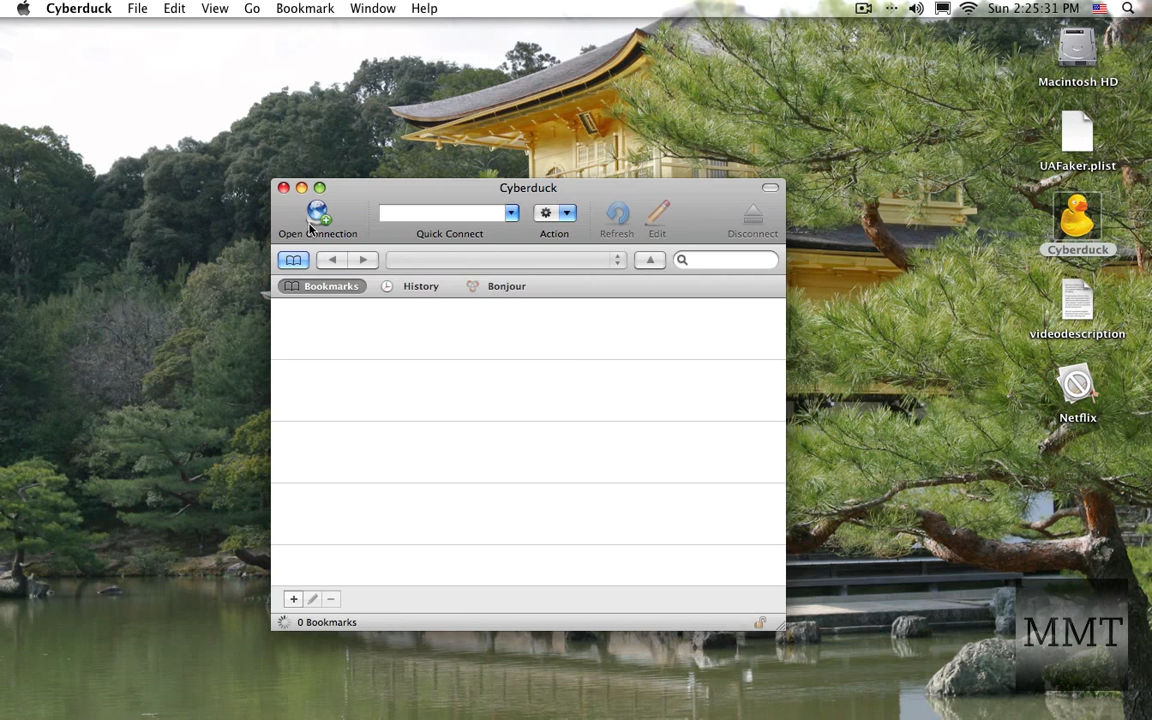 Cyberduck File Edit View Go Bookmark Window Help Sun 2:25:31 PM
Macintosh HD
UAFaker.plist
Cyberduck
videodescription
Netflix
Cyberduck
Open Connection Quick Connect Action Refresh Edit Disconnect
Bookmarks History Bonjour
0 Bookmarks
MMT